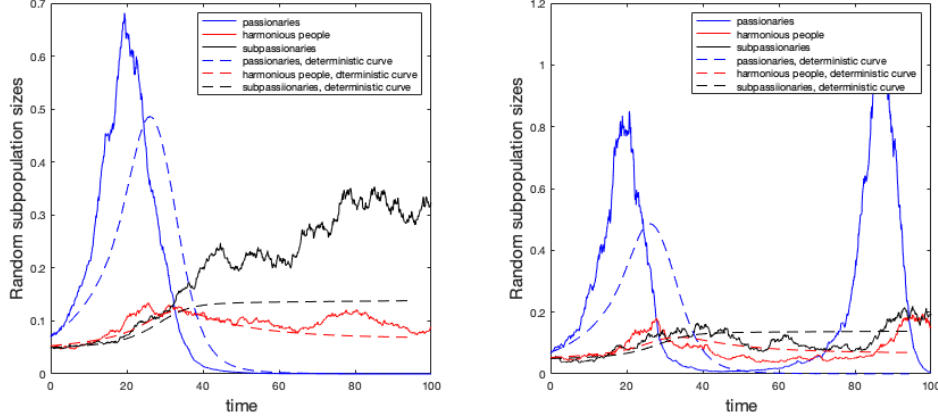 0.7
0.6
0.5
0.4
0.3
0.2
0.1
0
0
20
40
60
80
100
time
Random subpopulation sizes
passionaries
harmonious people
subpassionaries
passionaries, deterministic curve
harmonious people, dterministic curve
subpassiionaries, deterministic curve
1.2
1
0.8
0.6
0.4
0.2
0
0
20
40
60
80
100
time
Random subpopulation sizes
passionaries
harmonious people
subpassionaries
passionaries, deterministic curve
harmonious people, deterministic curve
subpassiionaries, deterministic curve